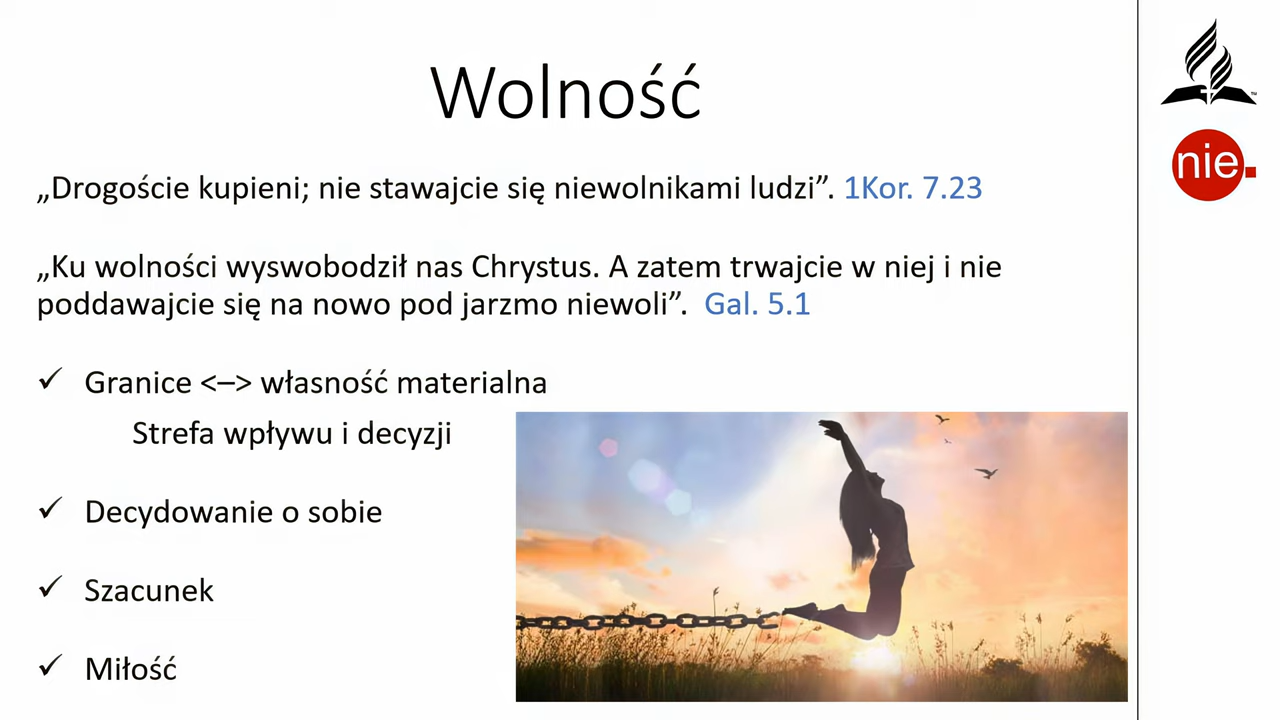 Wolność
„Drogoście kupieni; nie stawajcie się niewolnikami ludzi”. 1Kor. 7.23
„Ku wolności wyswobodził nas Chrystus. A zatem trwajcie w niej i nie
poddawajcie się na nowo pod jarzmo niewoli”. Gal. 5.1
✓ Granice <–> własność materialna
Strefa wpływu i decyzji
✓ Decydowanie o sobie
✓ Szacunek
✓ Miłość
TM
nie.